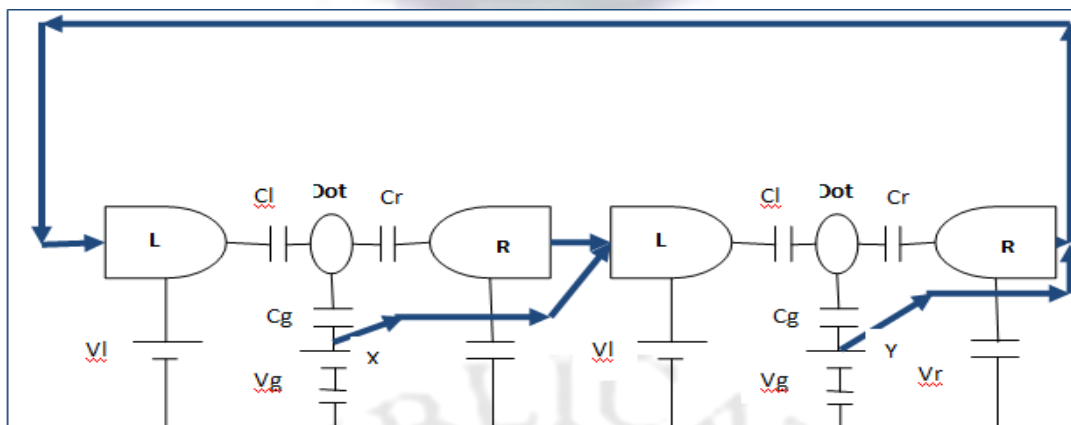 Cl Dot Cr Cl Dot Cr
L R L R
Cg Cg
Vl X Vl Y Vr
Vg Vg